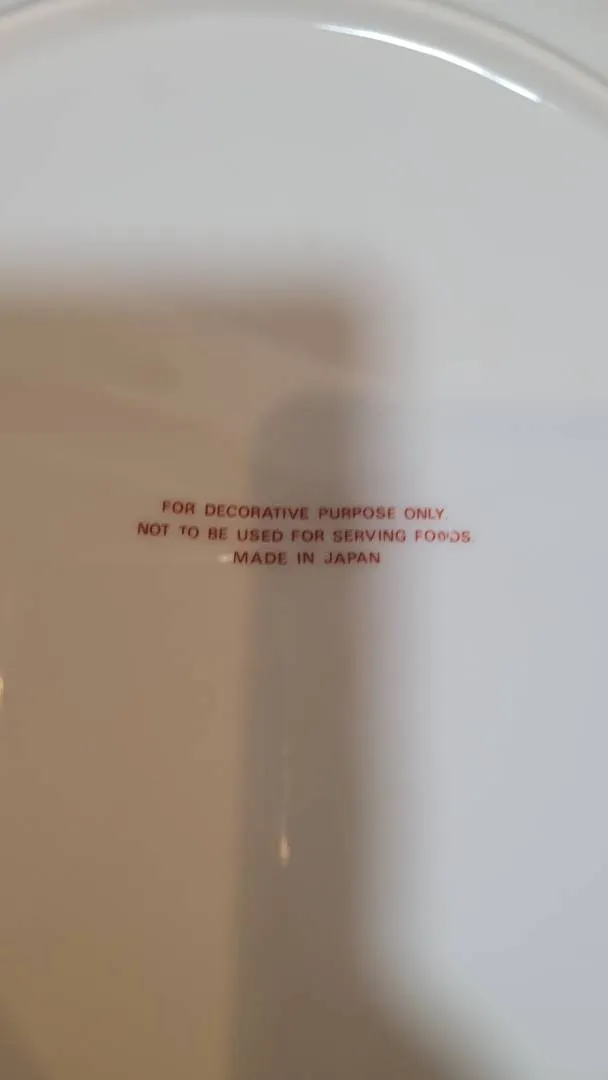 FOR DECORATIVE PURPOSE ONLY.
NOT TO BE USED FOR SERVING FOODS.
MADE IN JAPAN